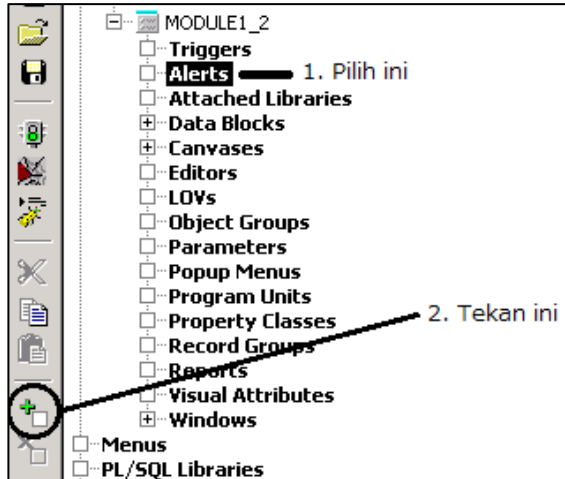 MODULE1_2
Triggers
Alerts 1. Pilih ini
Attached Libraries
Data Blocks
Canvases
Editors
LOVs
Object Groups
Parameters
Popup Menus
Program Units
Property Classes 2. Tekan ini
Record Groups
Reports
Visual Attributes
Windows
Menus
PL/SQL Libraries